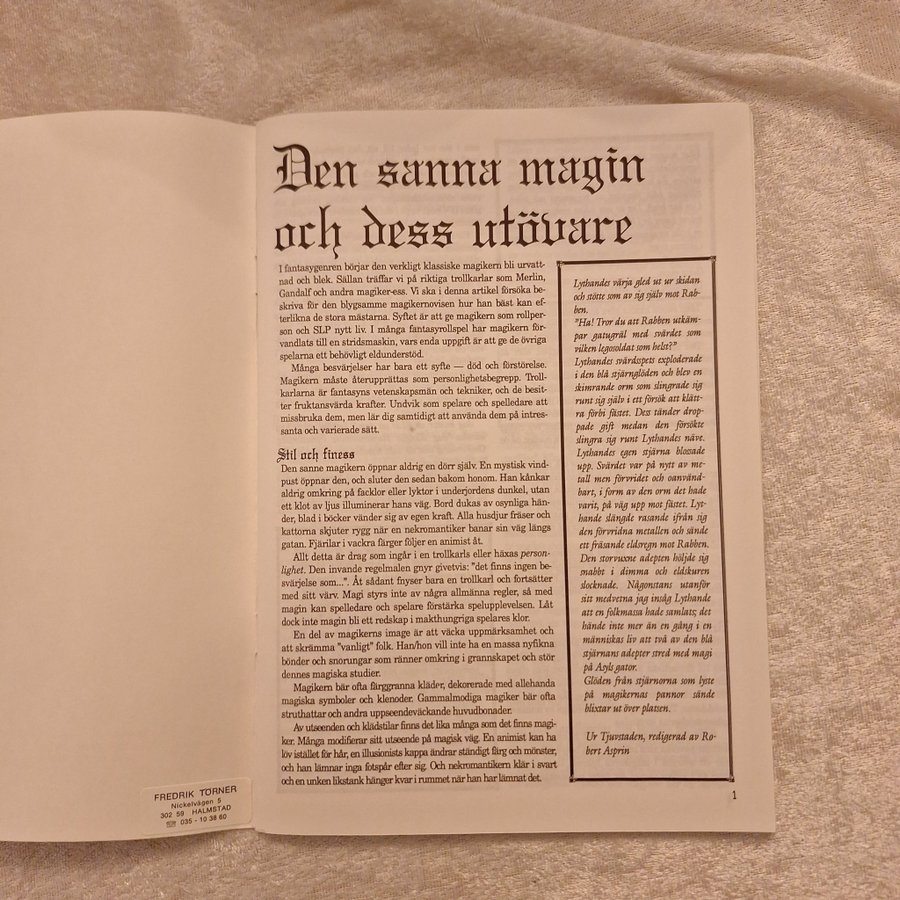 Den sanna magin
och dess utövare
I fantasygenren börjar den verkligt klassiske magikern bli urvatt-
nad och blek. Sällan träffar vi på riktiga trollkarlar som Merlin,
Gandalf och andra magiker-ess. Vi ska i denna artikel försöka be-
skriva för den blygsamme magikernovisen hur han bäst kan ef-
terlikna de stora mästarna. Syftet är att ge magikern som rollper-
son och SLP nytt liv. I många fantasyrollspel har magikern för-
vandlats till en stridsmaskin, vars enda uppgift är att ge de övriga
spelarna ett behövligt eldunderstöd.
Många besvärjelser har bara ett syfte — död och förstörelse.
Magikern måste återupprättas som personlighetsbegrepp. Troll-
karlarna är fantasyns vetenskapsmän och tekniker, och de besit-
ter fruktansvärda krafter. Undvik som spelare och spelledare att
missbruka dem, men lär dig samtidigt att använda dem på intres-
santa och varierade sätt.
Stil och finess
Den sanne magikern öppnar aldrig en dörr själv. En mystisk vind-
pust öppnar den, och sluter den sedan bakom honom. Han kånkar
aldrig omkring på facklor eller lyktor i underjordens dunkel, utan
ett klot av ljus illuminerar hans väg. Bord dukas av osynliga hän-
der, blad i böcker vänder sig av egen kraft. Alla husdjur fräser och
kattorna skjuter rygg när en nekromantiker banar sin väg längs
gatan. Fjärilar i vackra färger följer en animist åt.
Allt detta är drag som ingår i en trollkarls eller häxas person-
lighet. Den invande regelmalen gnyr givetvis: "det finns ingen be-
svärjelse som...". Åt sådant fnyser bara en trollkarl och fortsätter
med sitt värv. Magi styrs inte av några allmänna regler, så med
magin kan spelledare och spelare förstärka spelupplevelsen. Låt
dock inte magin bli ett redskap i makthungriga spelares klor.
En del av magikerns image är att väcka uppmärksamhet och
att skrämma "vanligt" folk. Han/hon vill inte ha en massa nyfikna
bönder och snorungar som ränner omkring i grannskapet och stör
dennes magiska studier.
Magikern bär ofta färggranna kläder, dekorerade med allehanda
magiska symboler och klenoder. Gammalmodiga magiker bär ofta
struthattar och andra uppseendeväckande huvudbonader.
Av utseenden och klädstilar finns det lika många som det finns magi-
ker. Många modifierar sitt utseende på magisk väg. En animist kan ha
löv istället för hår, en illusionists kappa ändrar ständigt färg och mönster,
och han lämnar inga fotspår efter sig. Och nekromantikern klär i svart
och en unken likstank hänger kvar i rummet när han har lämnat det.
Lythandes värja gled ut ur skidan
och stötte som av sig själv mot Rab-
ben.
"Ha! Tror du att Rabben utkäm-
par gatugräl med svärdet som
vilken legosoldat som helst?"
Lythandes svärdsspets exploderade
i den blå stjärnglöden och blev en
skimrande orm som slingrade sig
runt sig själv i ett försök att klätt-
ra förbi fästet. Dess tänder drop-
pade gift medan den försökte
slingra sig runt Lythandes näve.
Lythandes egen stjärna blossade
upp. Svärdet var på nytt av me-
tall men förvridet och oanvänd-
bart, i form av den orm det hade
varit, på väg upp mot fästet. Lyt-
hande slängde rasande ifrån sig
den förvridna metallen och sände
ett fräsande eldsregn mot Rabben.
Den storvuxne adepten höljde sig
snabbt i dimma och eldskuren
slocknade. Någonstans utanför
sitt medvetna jag insåg Lythande
att en folkmassa hade samlats; det
hände inte mer än en gång i en
människas liv att två av den blå
stjärnans adepter stred med magi
på Asyls gator.
Glöden från stjärnorna som lyste
på magikernas pannor sände
blixtar ut över platsen.
Ur Tjuvstaden, redigerad av Ro-
bert Asprin
1
FREDRIK TÖRNER
Nickelvägen 5
302 59 HALMSTAD
035 - 10 38 60